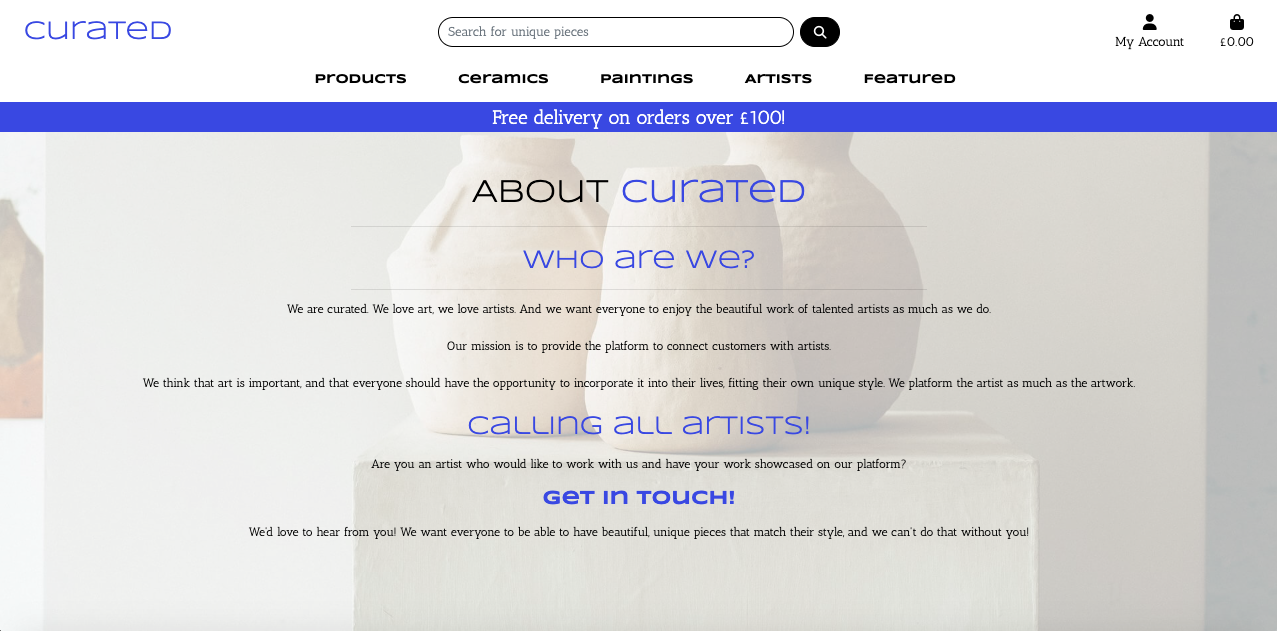 curated
Search for unique pieces
My Account
£0.00
Products
Ceramics
Paintings
Artists
Featured
Free delivery on orders over £100!
About curated
Who are we?
We are curated. We love art, we love artists. And we want everyone to enjoy the beautiful work of talented artists as much as we do.
Our mission is to provide the platform to connect customers with artists.
We think that art is important, and that everyone should have the opportunity to incorporate it into their lives, fitting their own unique style. We platform the artist as much as the artwork.
Calling all artists!
Are you an artist who would like to work with us and have your work showcased on our platform?
Get in touch!
We'd love to hear from you! We want everyone to be able to have beautiful, unique pieces that match their style, and we can't do that without you!